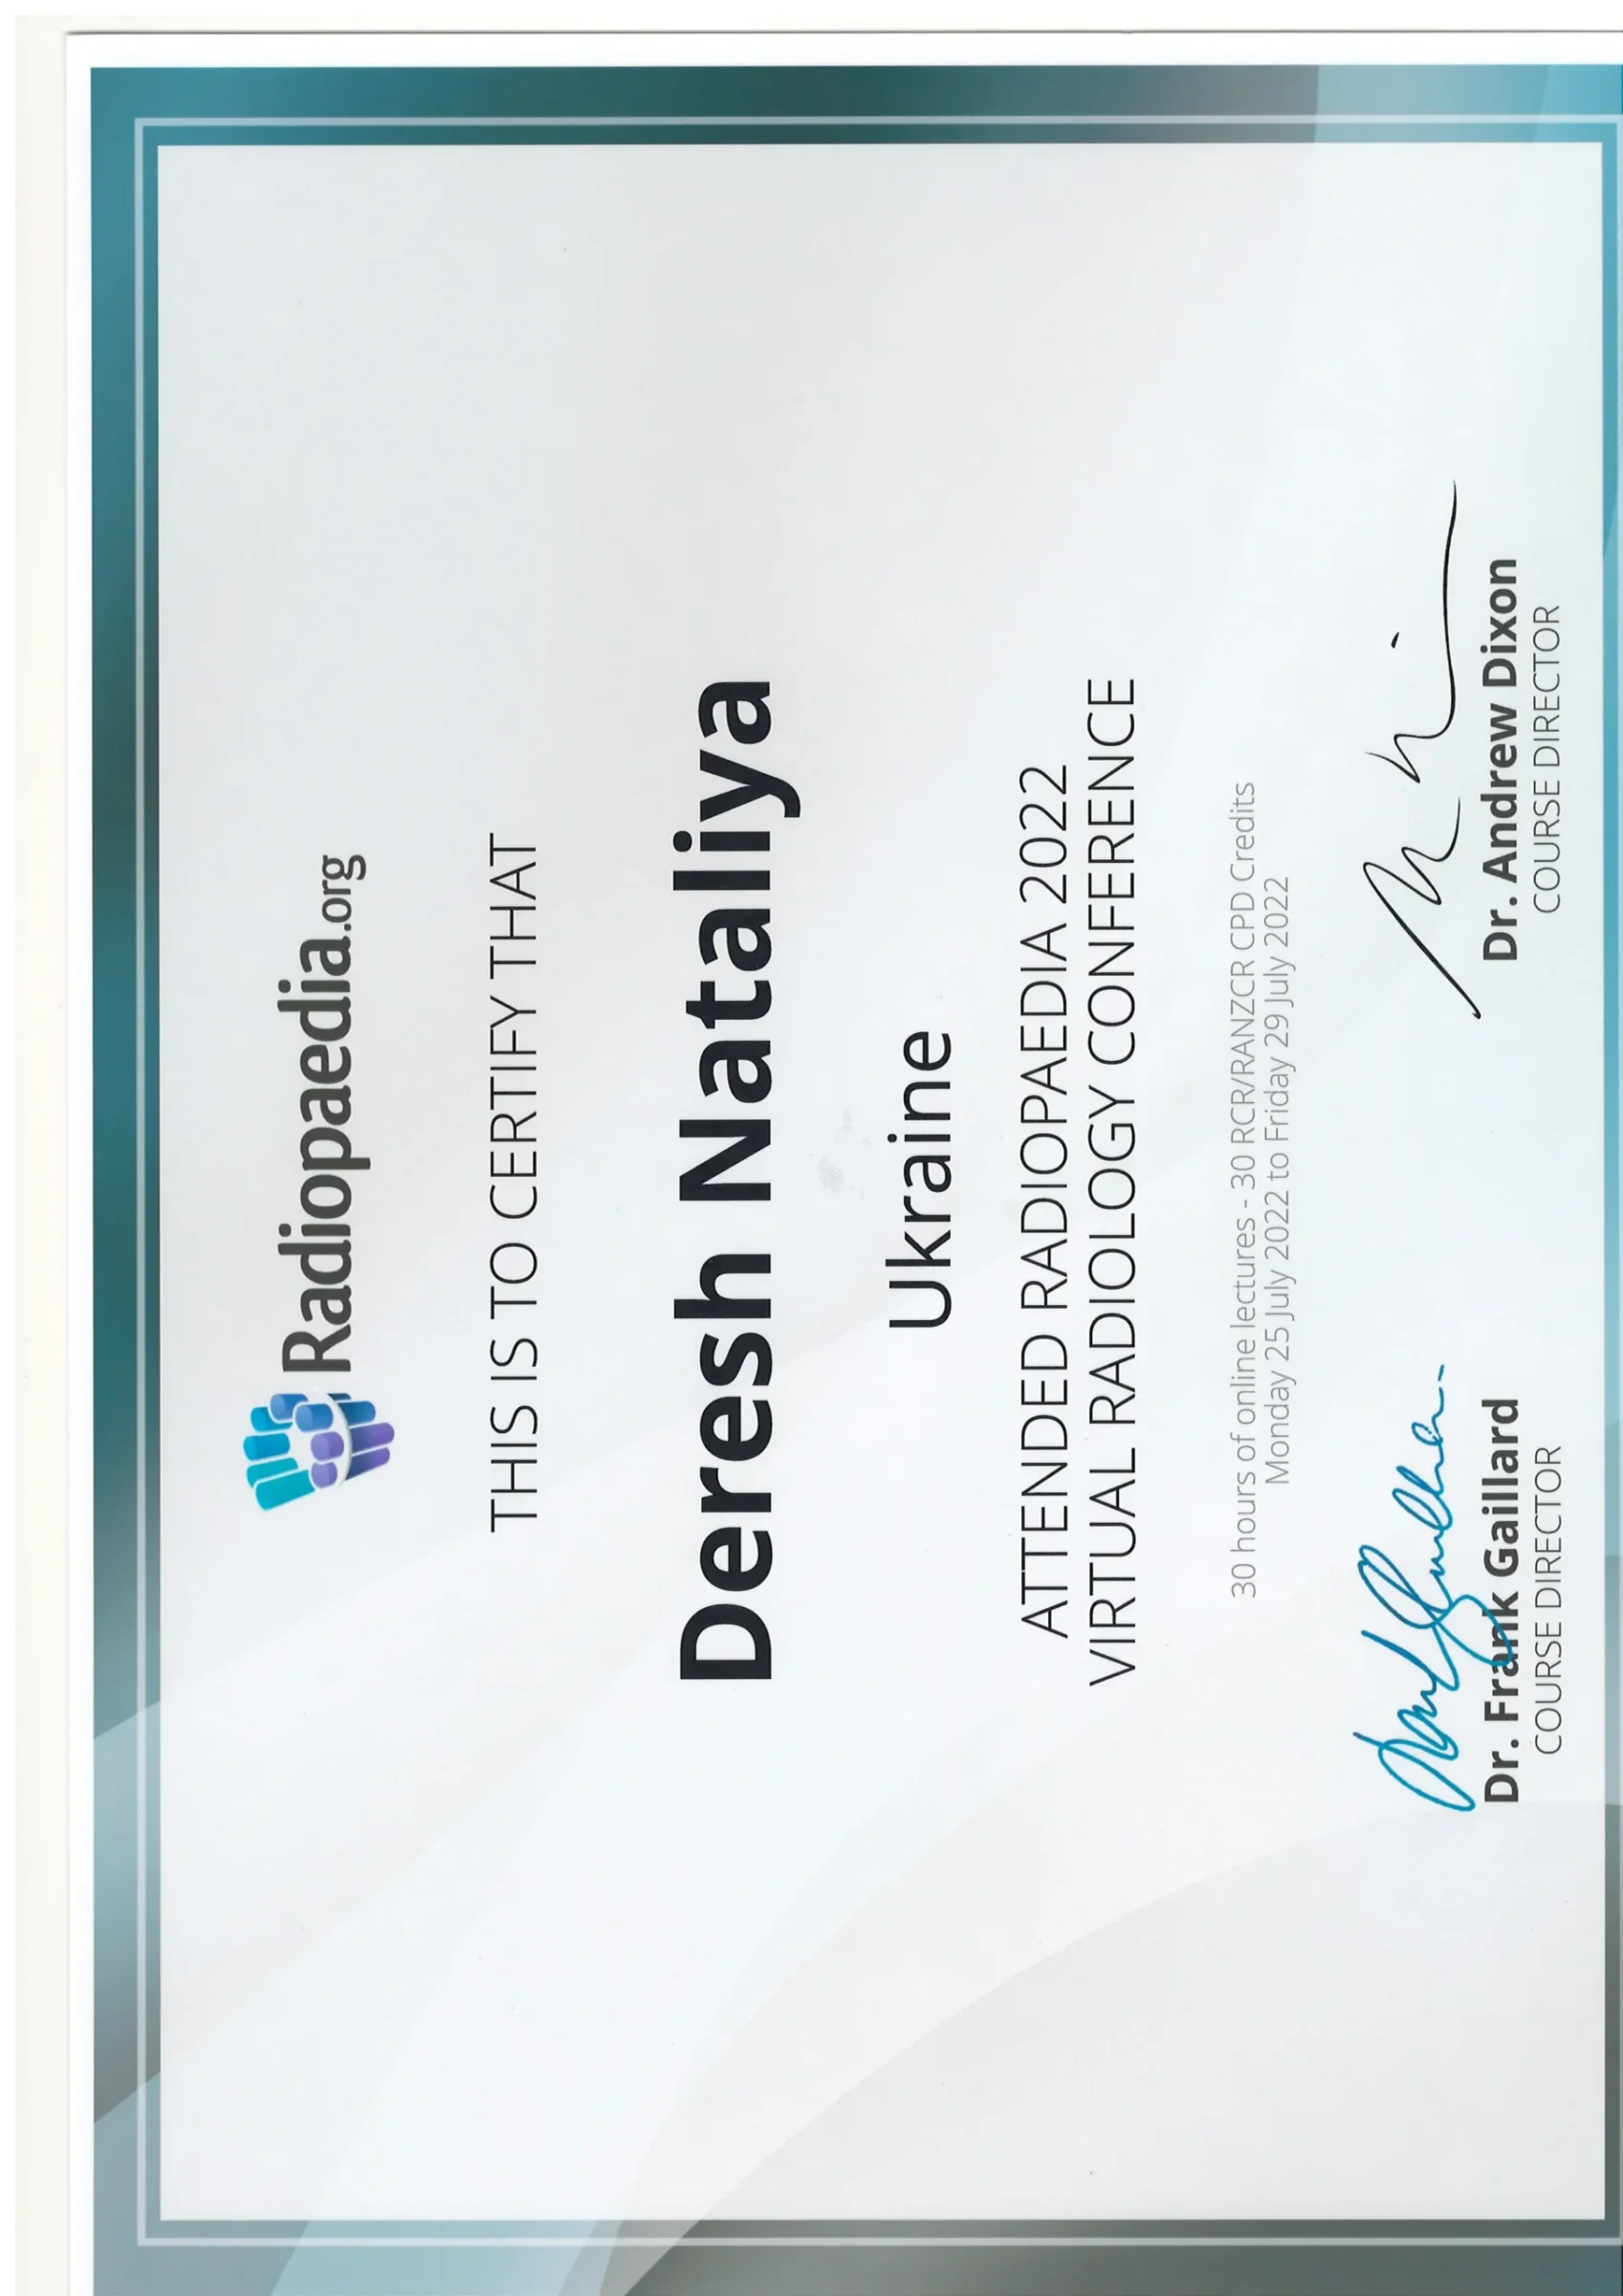 Radiopaedia.org
THIS IS TO CERTIFY THAT
Deresh Nataliya
Ukraine
ATTENDED RADIOPAEDIA 2022
VIRTUAL RADIOLOGY CONFERENCE
30 hours of online lectures - 30 RCR/RANZCR CPD Credits
Monday 25 July 2022 to Friday 29 July 2022
Dr. Frank Gaillard
COURSE DIRECTOR
Dr. Andrew Dixon
COURSE DIRECTOR